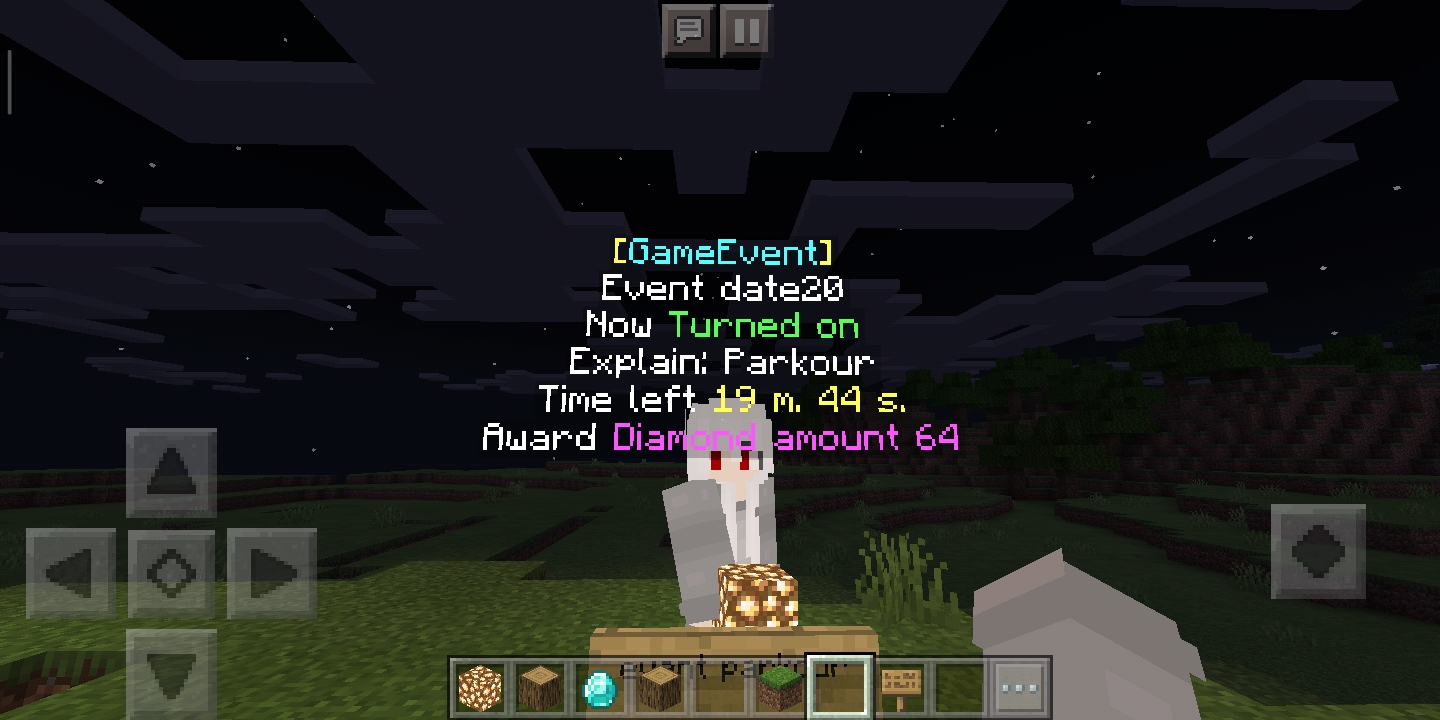 [GameEvent]
Event date20
Now Turned on
Explain: Parkour
Time left 19 m. 44 s.
Award Diamond amount 64
event parkour